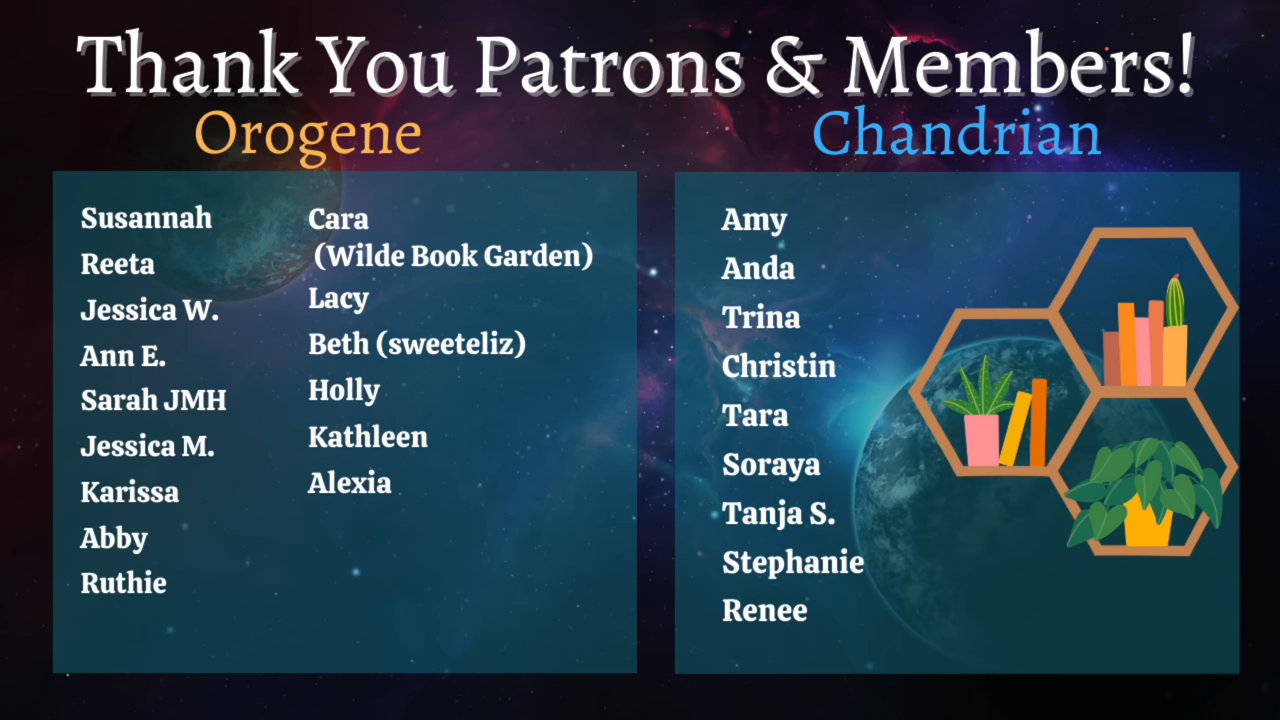 Thank You Patrons & Members!
Orogene
Susannah
Reeta
Jessica W.
Ann E.
Sarah JMH
Jessica M.
Karissa
Abby
Ruthie
Cara
(Wilde Book Garden)
Lacy
Beth (sweeteliz)
Holly
Kathleen
Alexia
Chandrian
Amy
Anda
Trina
Christin
Tara
Soraya
Tanja S.
Stephanie
Renee